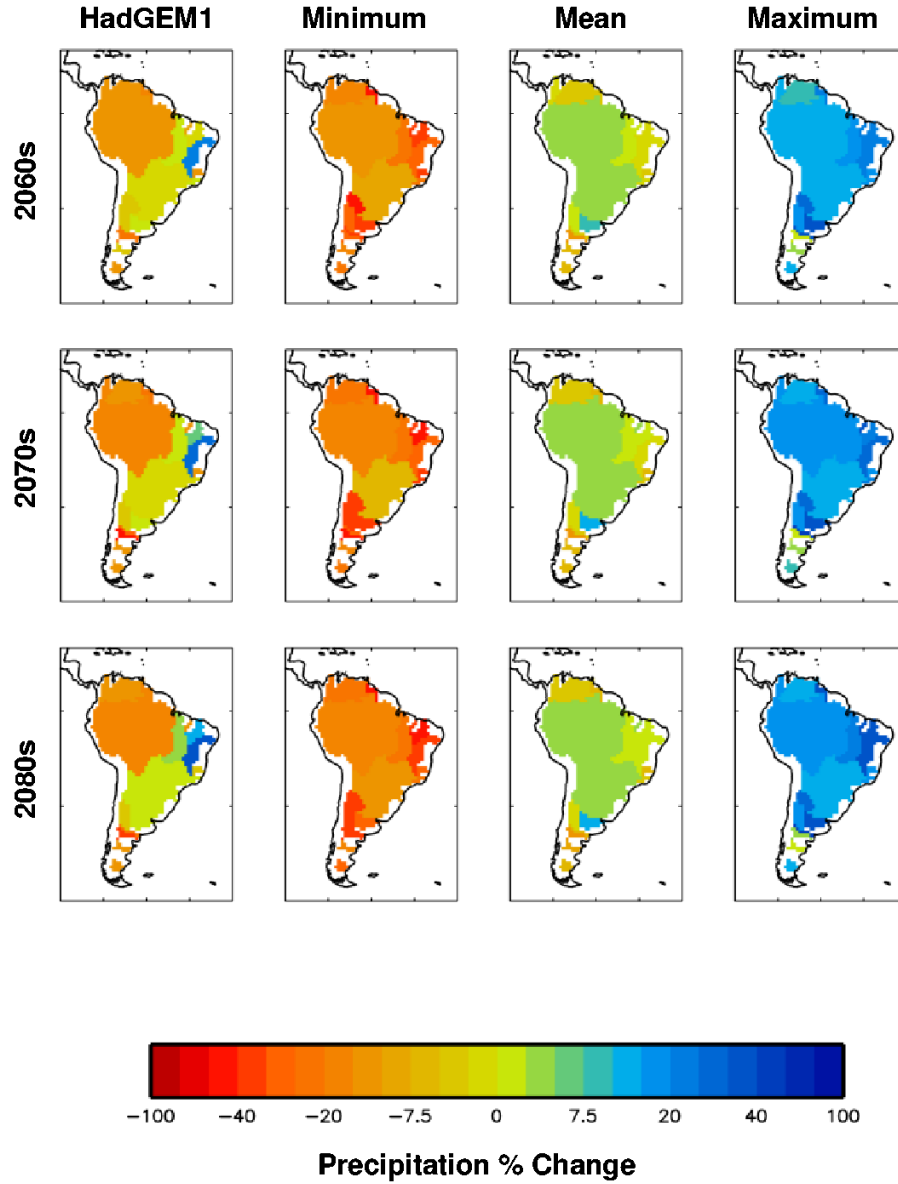 HadGEM1 Minimum Mean Maximum
2060s
2070s
2080s
−100 −40 −20 −7.5 0 7.5 20 40 100
Precipitation % Change